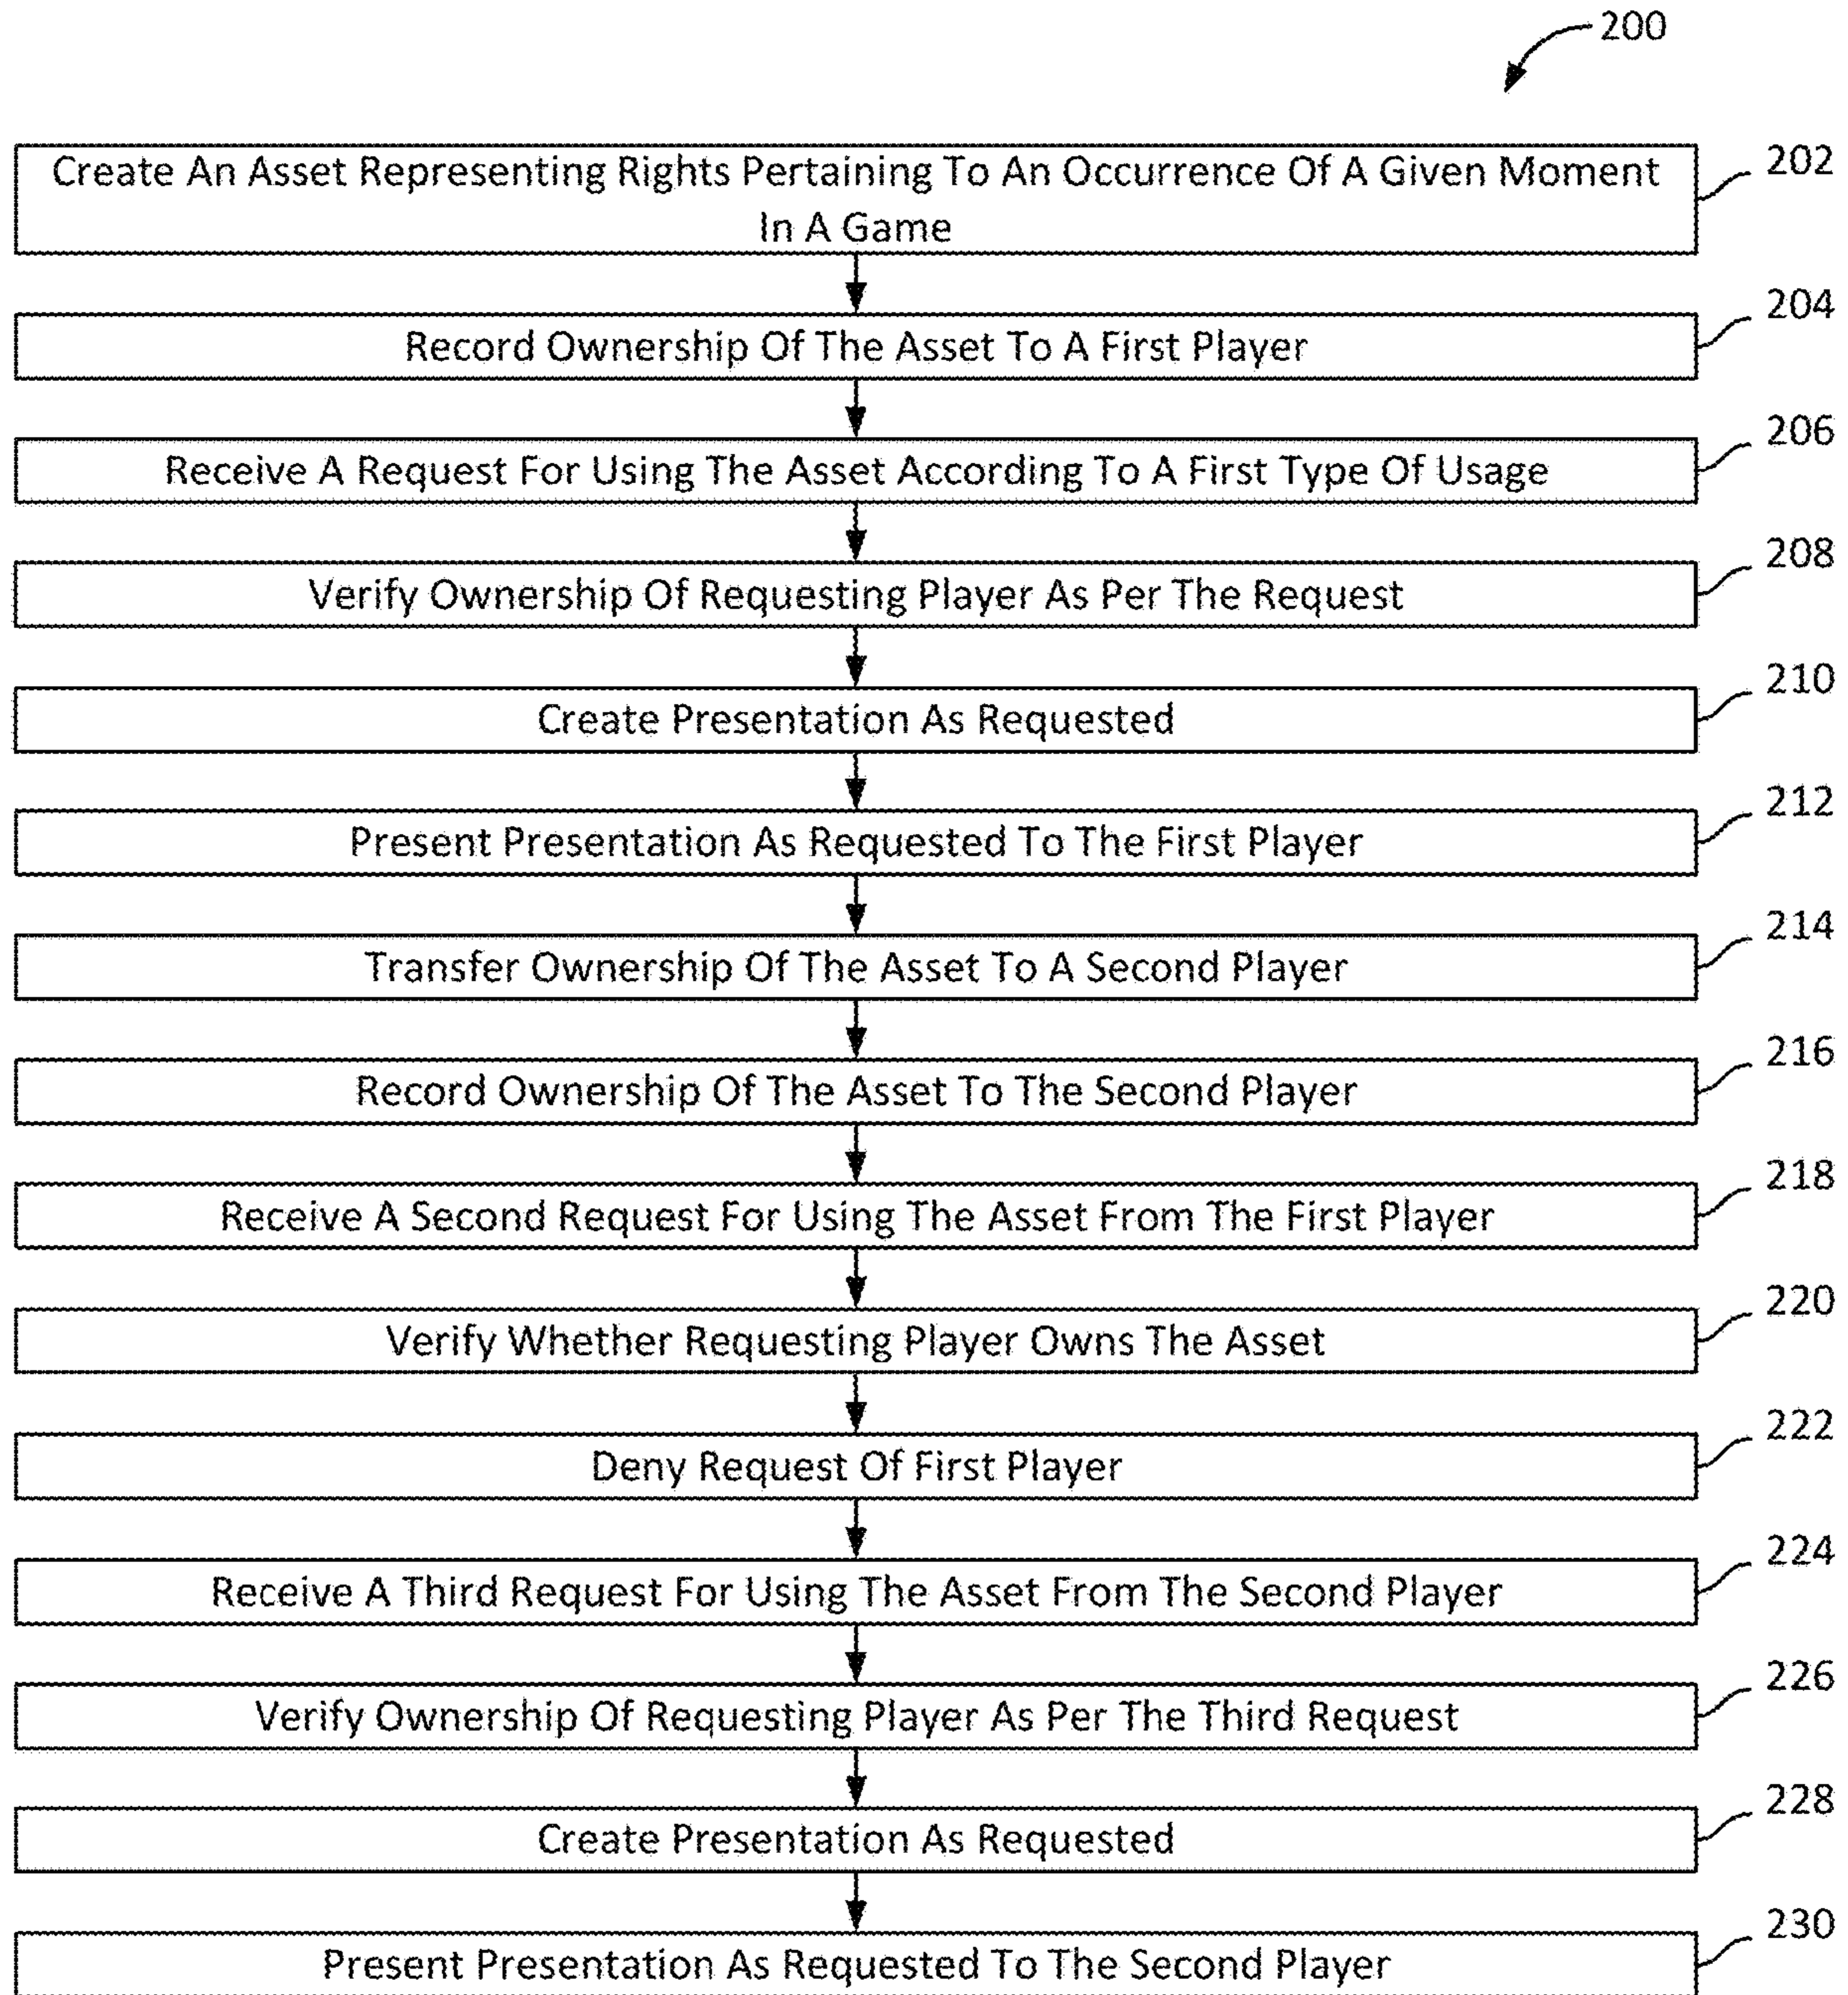 200
Create An Asset Representing Rights Pertaining To An Occurrence Of A Given Moment
In A Game
202
Record Ownership Of The Asset To A First Player
204
Receive A Request For Using The Asset According To A First Type Of Usage
206
Verify Ownership Of Requesting Player As Per The Request
208
Create Presentation As Requested
210
Present Presentation As Requested To The First Player
212
Transfer Ownership Of The Asset To A Second Player
214
Record Ownership Of The Asset To The Second Player
216
Receive A Second Request For Using The Asset From The First Player
218
Verify Whether Requesting Player Owns The Asset
220
Deny Request Of First Player
222
Receive A Third Request For Using The Asset From The Second Player
224
Verify Ownership Of Requesting Player As Per The Third Request
226
Create Presentation As Requested
228
Present Presentation As Requested To The Second Player
230